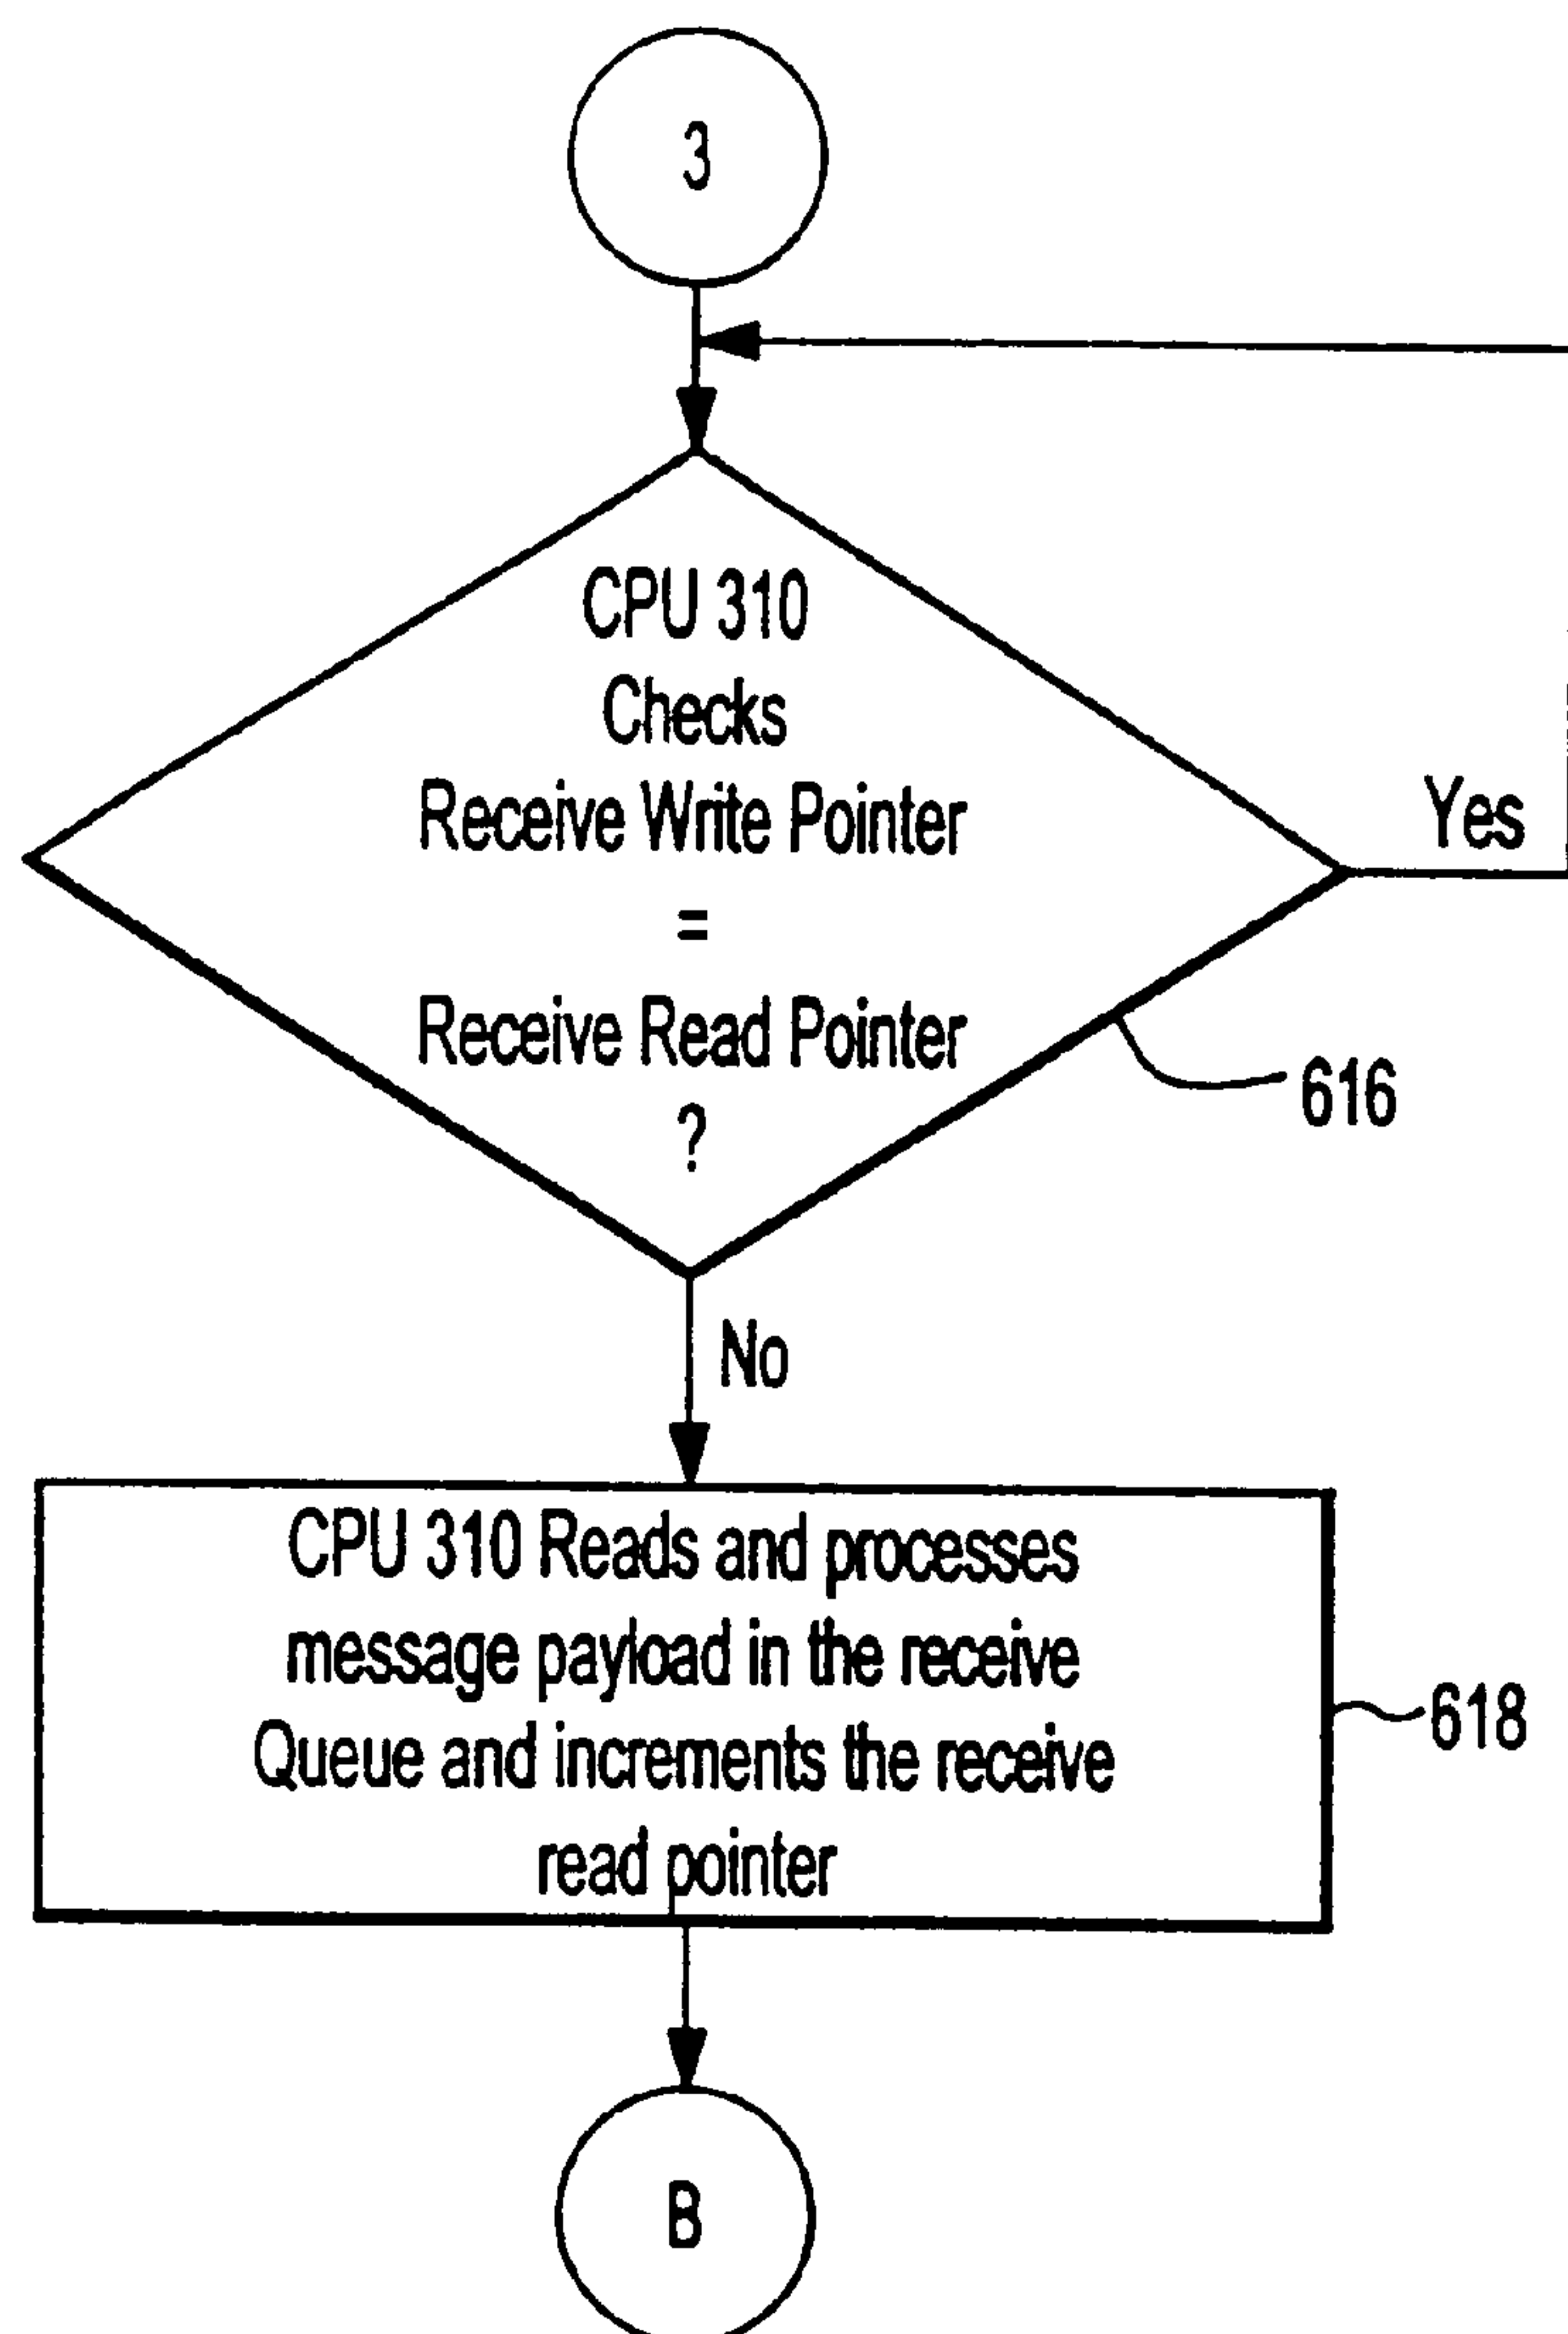 3
CPU 310
Checks
Receive Write Pointer
=
Receive Read Pointer
?
Yes
616
No
CPU 310 Reads and processes
message payload in the receive
Queue and increments the receive
read pointer
618
B